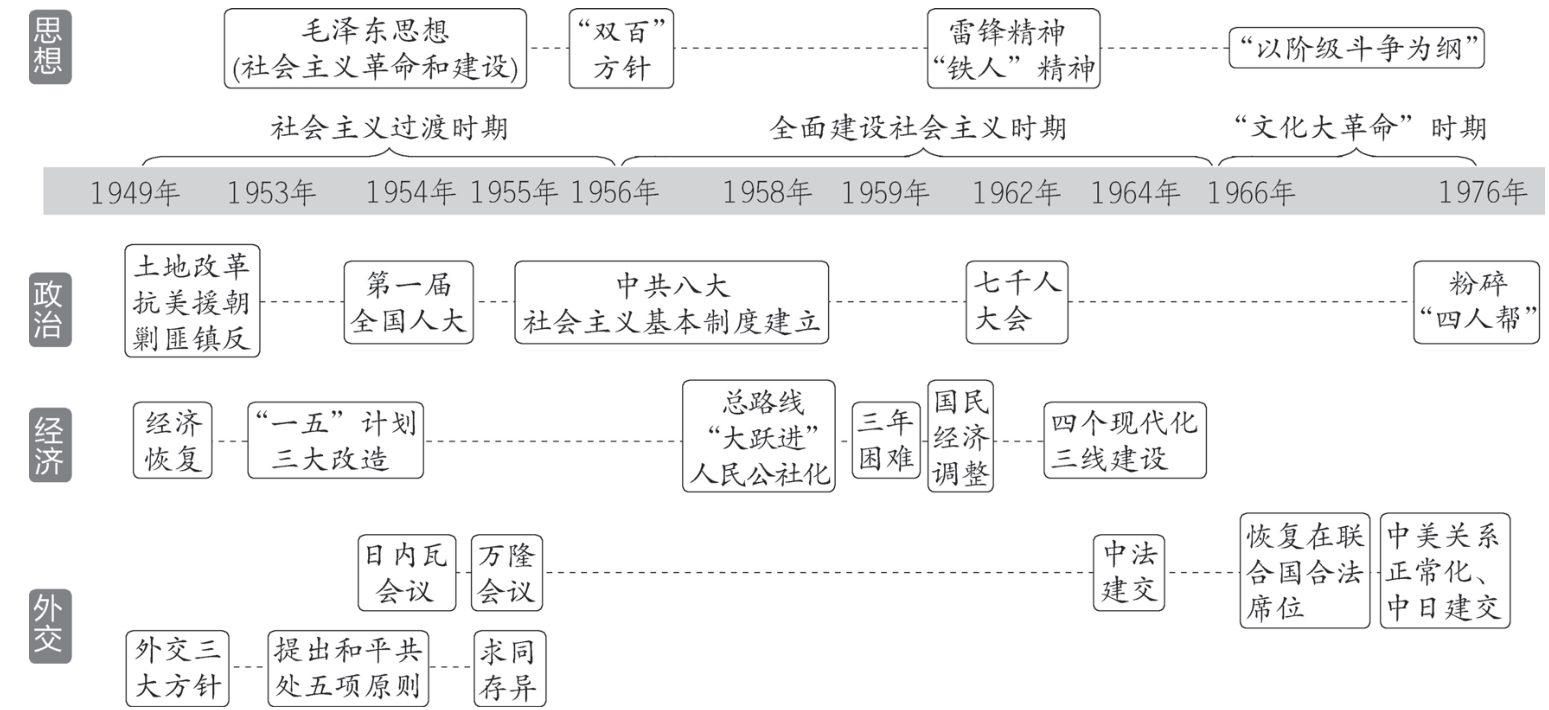 思想
毛泽东思想
(社会主义革命和建设)
“双百”
方针
雷锋精神
“铁人”精神
“以阶级斗争为纲”
社会主义过渡时期
全面建设社会主义时期
“文化大革命”时期
1949年 1953年 1954年 1955年 1956年 1958年 1959年 1962年 1964年 1966年 1976年
政治
土地改革
抗美援朝
剿匪镇反
第一届
全国人大
中共八大
社会主义基本制度建立
七千人
大会
粉碎
“四人帮”
经济
经济
恢复
“一五”计划
三大改造
总路线
“大跃进”
人民公社化
三年
困难
国民
经济
调整
四个现代化
三线建设
外交
日内瓦
会议
万隆
会议
中法
建交
恢复在联
合国合法
席位
中美关系
正常化、
中日建交
外交三
大方针
提出和平共
处五项原则
求同
存异